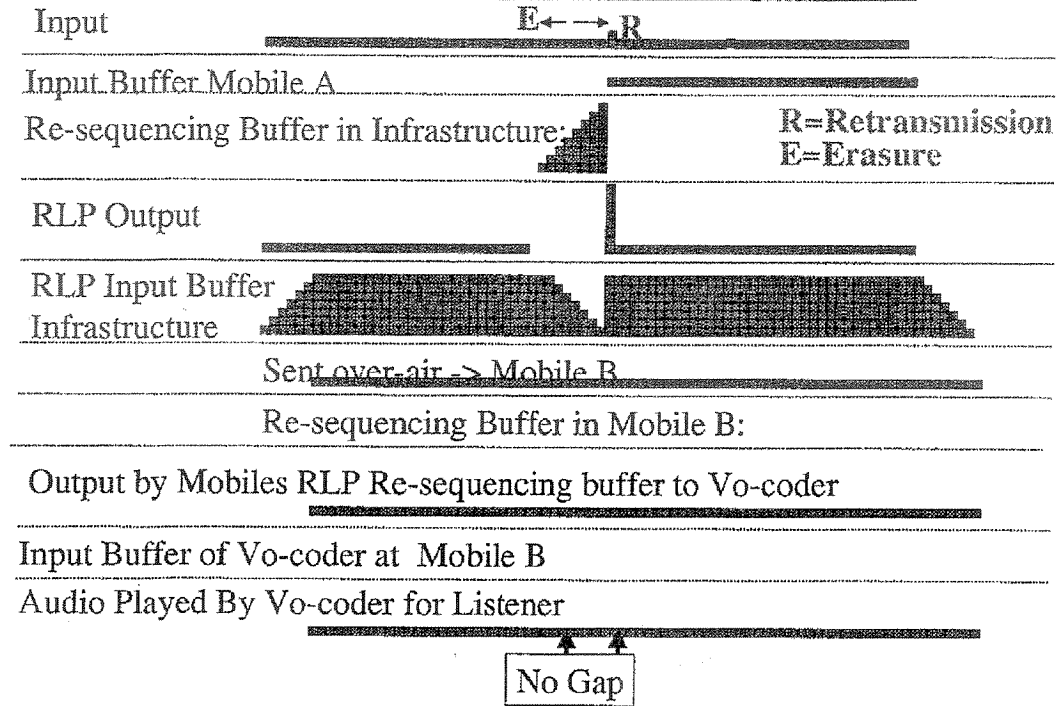 Input
E R
Input Buffer Mobile A
Re-sequencing Buffer in Infrastructure:
R=Retransmission
E=Erasure
RLP Output
RLP Input Buffer
Infrastructure
Sent over-air -> Mobile B
Re-sequencing Buffer in Mobile B:
Output by Mobiles RLP Re-sequencing buffer to Vo-coder
Input Buffer of Vo-coder at Mobile B
Audio Played By Vo-coder for Listener
No Gap